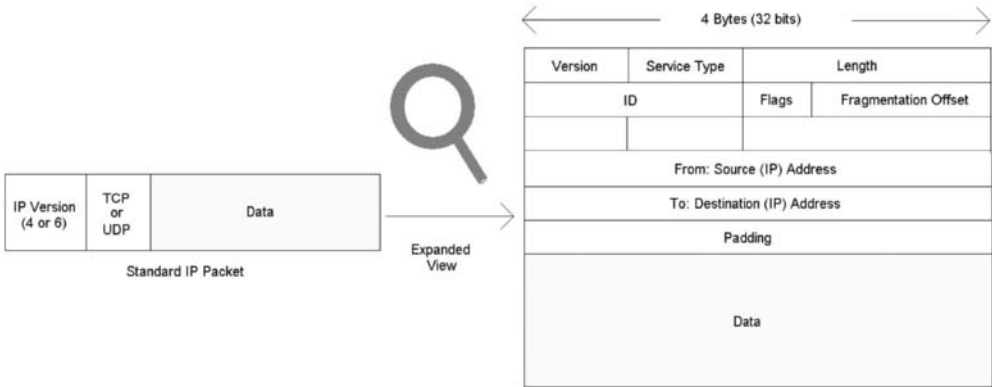 4 Bytes (32 bits)
Version Service Type Length
ID Flags Fragmentation Offset
From: Source (IP) Address
To: Destination (IP) Address
Padding
Data
IP Version
(4 or 6)
TCP
or
UDP
Data
Standard IP Packet
Expanded
View